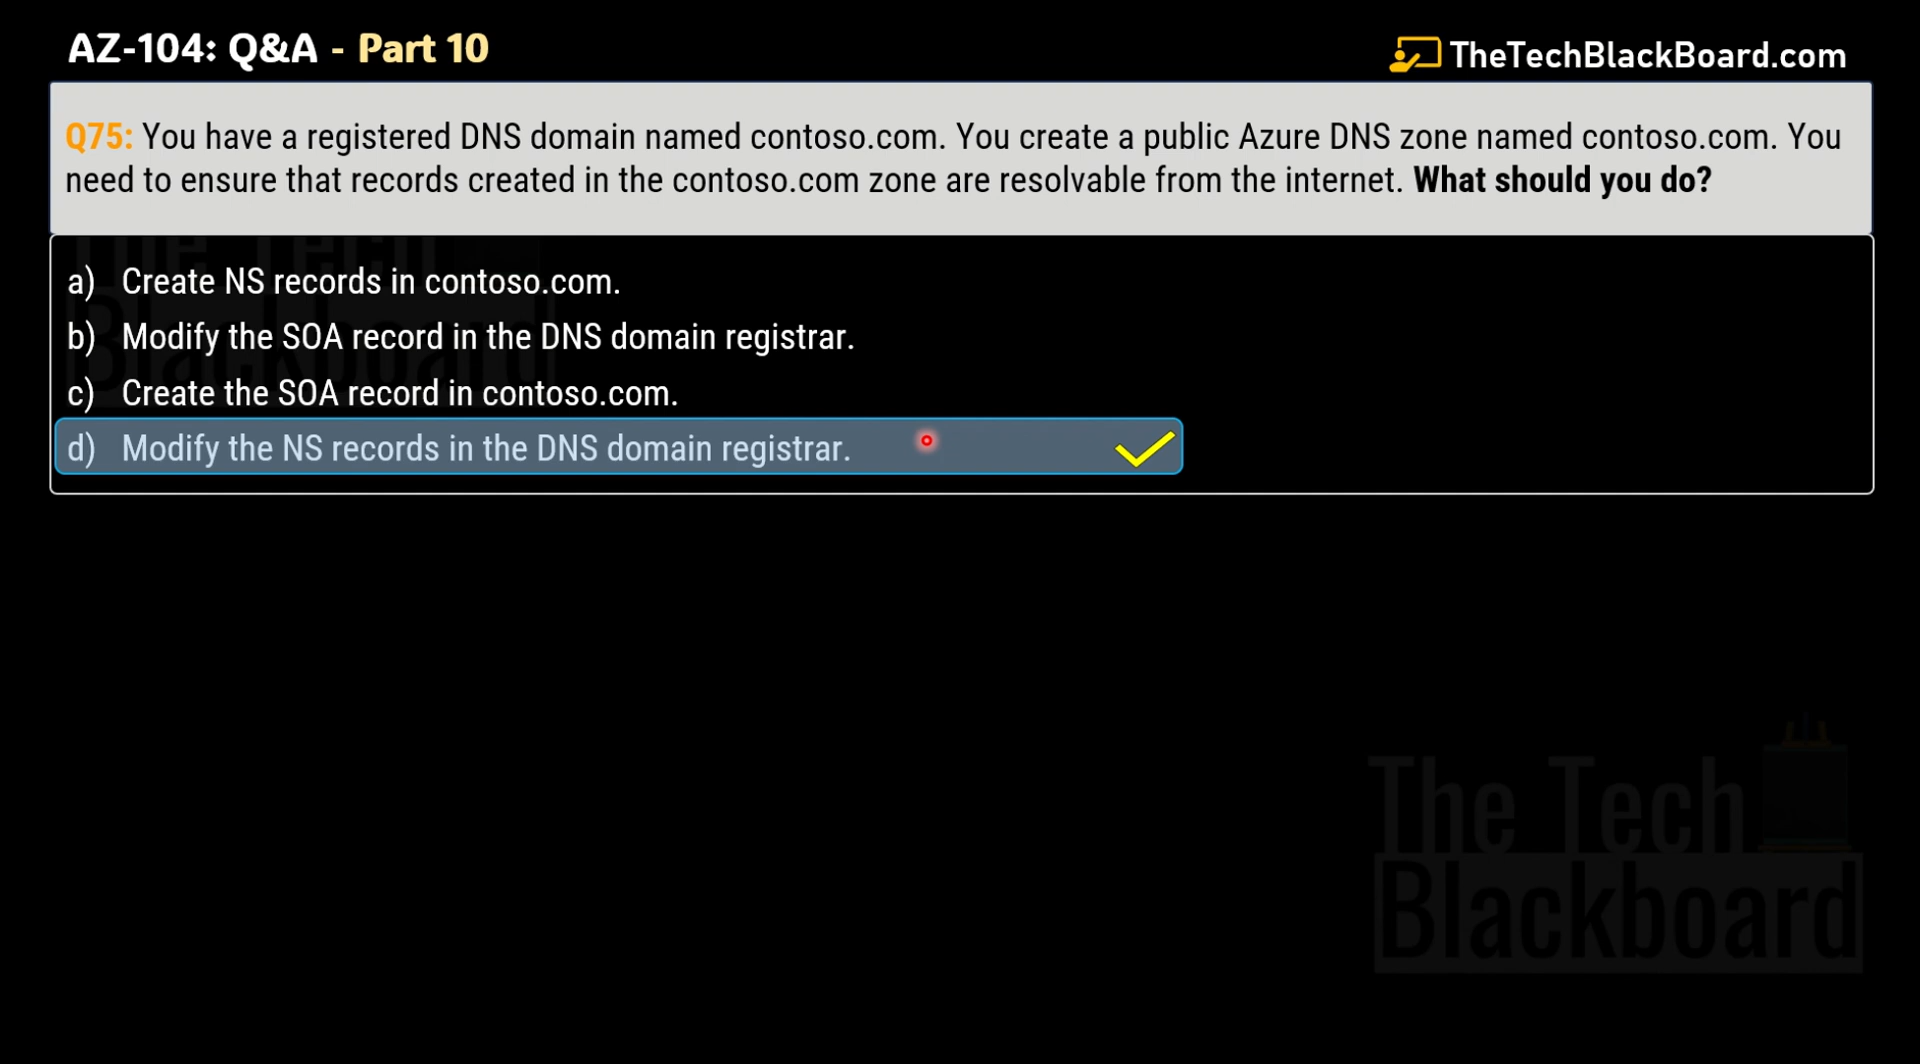 AZ-104: Q&A - Part 10
TheTechBlackBoard.com
Q75: You have a registered DNS domain named contoso.com. You create a public Azure DNS zone named contoso.com. You
need to ensure that records created in the contoso.com zone are resolvable from the internet. What should you do?
The Tech
Blackboard
a) Create NS records in contoso.com.
b) Modify the SOA record in the DNS domain registrar.
c) Create the SOA record in contoso.com.
d) Modify the NS records in the DNS domain registrar.
The Tech
Blackboard